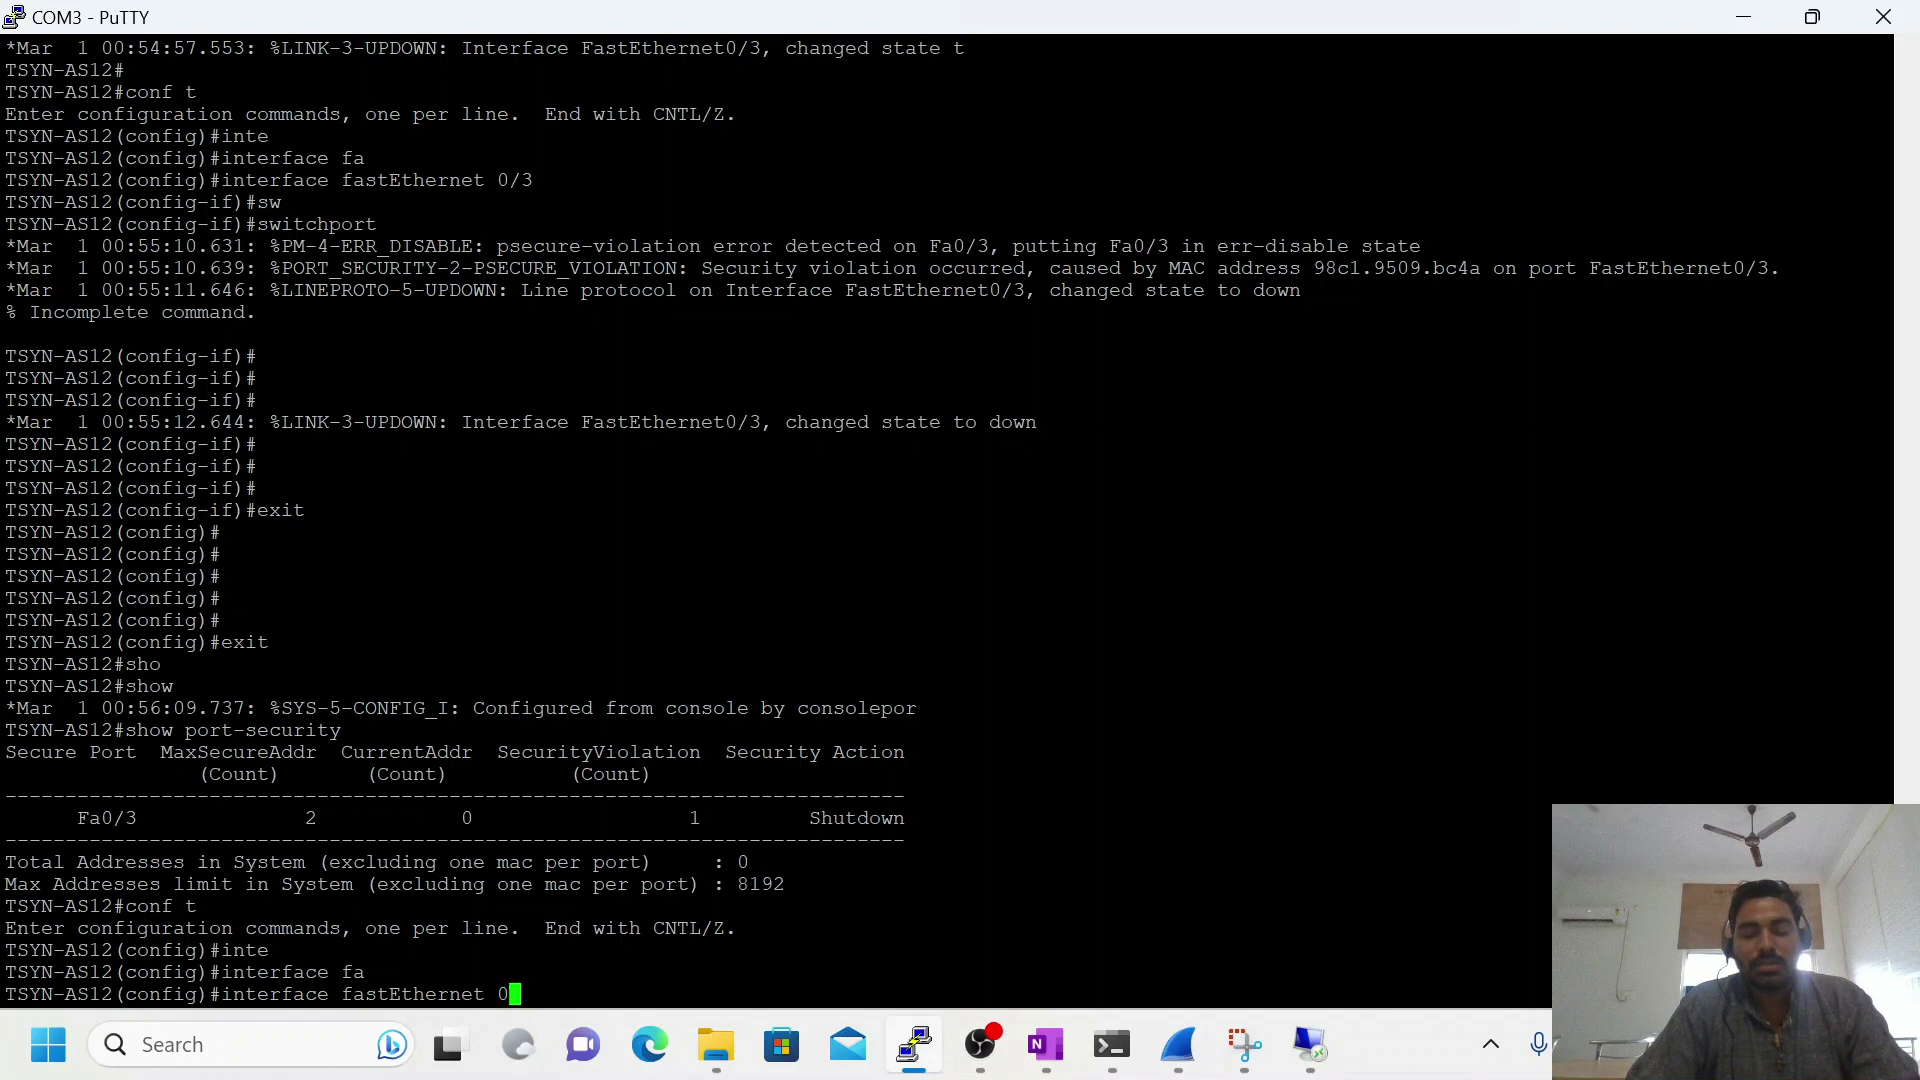 COM3 - PuTTY
*Mar  1 00:54:57.553: %LINK-3-UPDOWN: Interface FastEthernet0/3, changed state t
TSYN-AS12#
TSYN-AS12#conf t
Enter configuration commands, one per line.  End with CNTL/Z.
TSYN-AS12(config)#inte
TSYN-AS12(config)#interface fa
TSYN-AS12(config)#interface fastEthernet 0/3
TSYN-AS12(config-if)#sw
TSYN-AS12(config-if)#switchport
*Mar  1 00:55:10.631: %PM-4-ERR_DISABLE: psecure-violation error detected on Fa0/3, putting Fa0/3 in err-disable state
*Mar  1 00:55:10.639: %PORT_SECURITY-2-PSECURE_VIOLATION: Security violation occurred, caused by MAC address 98c1.9509.bc4a on port FastEthernet0/3.
*Mar  1 00:55:11.646: %LINEPROTO-5-UPDOWN: Line protocol on Interface FastEthernet0/3, changed state to down
% Incomplete command.
TSYN-AS12(config-if)#
TSYN-AS12(config-if)#
TSYN-AS12(config-if)#
*Mar  1 00:55:12.644: %LINK-3-UPDOWN: Interface FastEthernet0/3, changed state to down
TSYN-AS12(config-if)#
TSYN-AS12(config-if)#
TSYN-AS12(config-if)#
TSYN-AS12(config-if)#exit
TSYN-AS12(config)#
TSYN-AS12(config)#
TSYN-AS12(config)#
TSYN-AS12(config)#
TSYN-AS12(config)#
TSYN-AS12(config)#exit
TSYN-AS12#sho
TSYN-AS12#show
*Mar  1 00:56:09.737: %SYS-5-CONFIG_I: Configured from console by consolepor
TSYN-AS12#show port-security
Secure Port  MaxSecureAddr  CurrentAddr  SecurityViolation  Security Action
(Count)       (Count)          (Count)
---------------------------------------------------------------------------
Fa0/3              2            0                  1         Shutdown
---------------------------------------------------------------------------
Total Addresses in System (excluding one mac per port)     : 0
Max Addresses limit in System (excluding one mac per port) : 8192
TSYN-AS12#conf t
Enter configuration commands, one per line.  End with CNTL/Z.
TSYN-AS12(config)#inte
TSYN-AS12(config)#interface fa
TSYN-AS12(config)#interface fastEthernet 0
Search